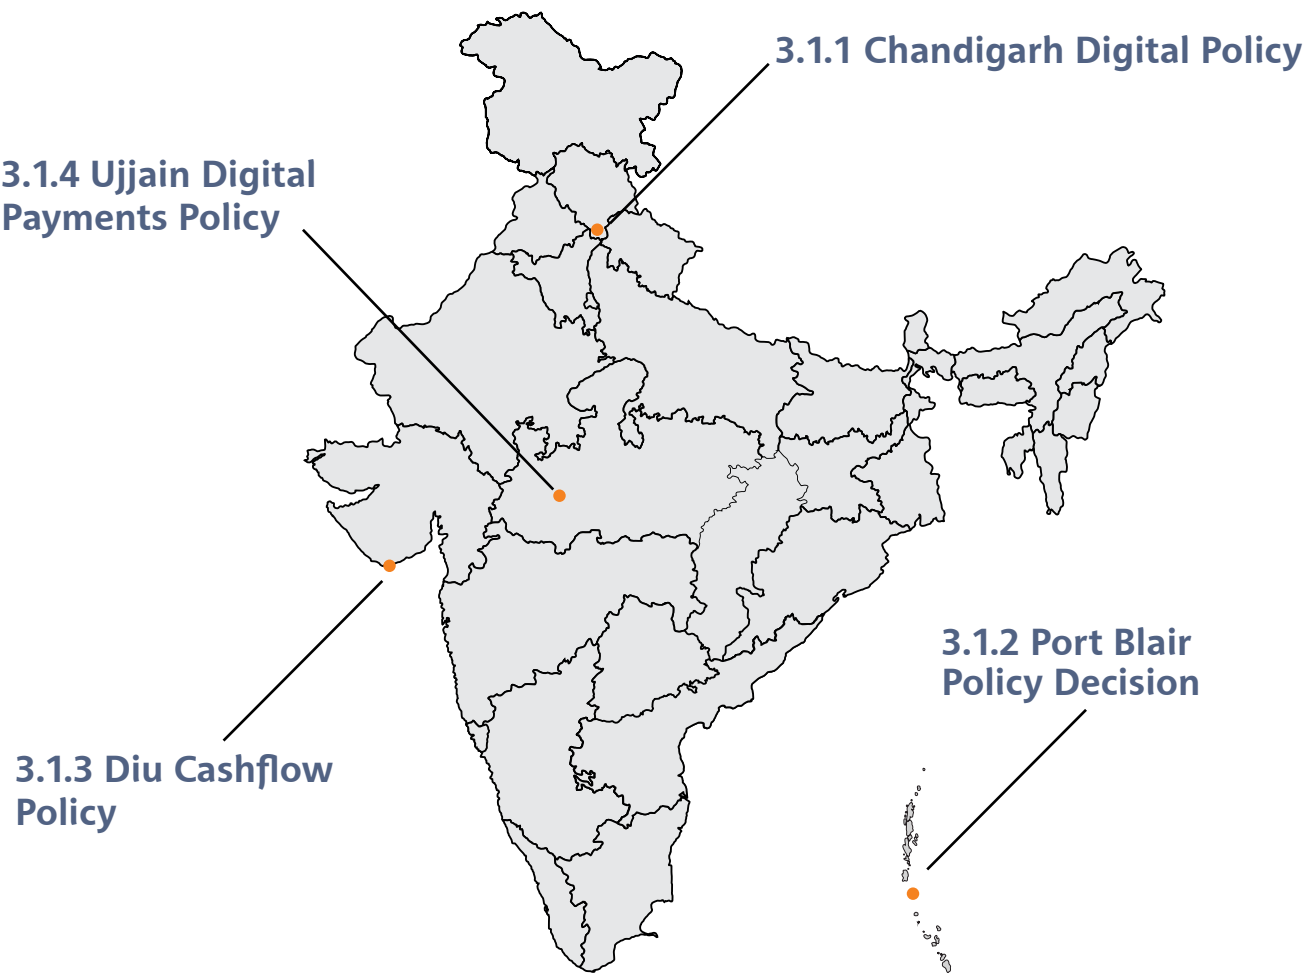 3.1.1 Chandigarh Digital Policy
3.1.4 Ujjain Digital
Payments Policy
3.1.2 Port Blair
Policy Decision
3.1.3 Diu Cashflow
Policy